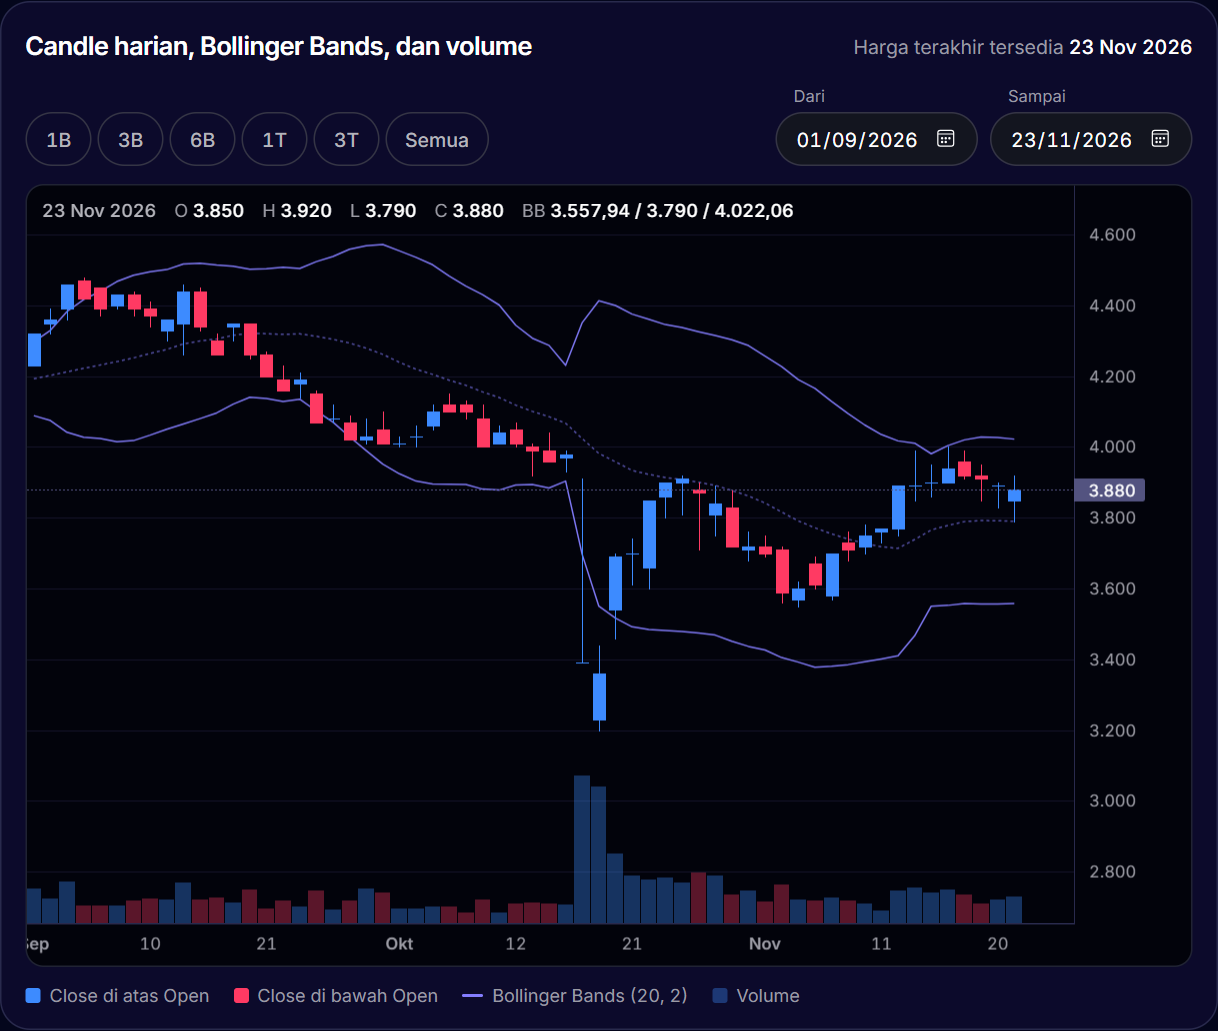 Candle harian, Bollinger Bands, dan volume
Harga terakhir tersedia 23 Nov 2026
Dari
Sampai
1B 3B 6B 1T 3T Semua
01/09/2026
23/11/2026
23 Nov 2026 O 3.850 H 3.920 L 3.790 C 3.880 BB 3.557,94 / 3.790 / 4.022,06
4.600
4.400
4.200
4.000
3.880
3.800
3.600
3.400
3.200
3.000
2.800
Sep 10 21 Okt 12 21 Nov 11 20
Close di atas Open Close di bawah Open Bollinger Bands (20, 2) Volume